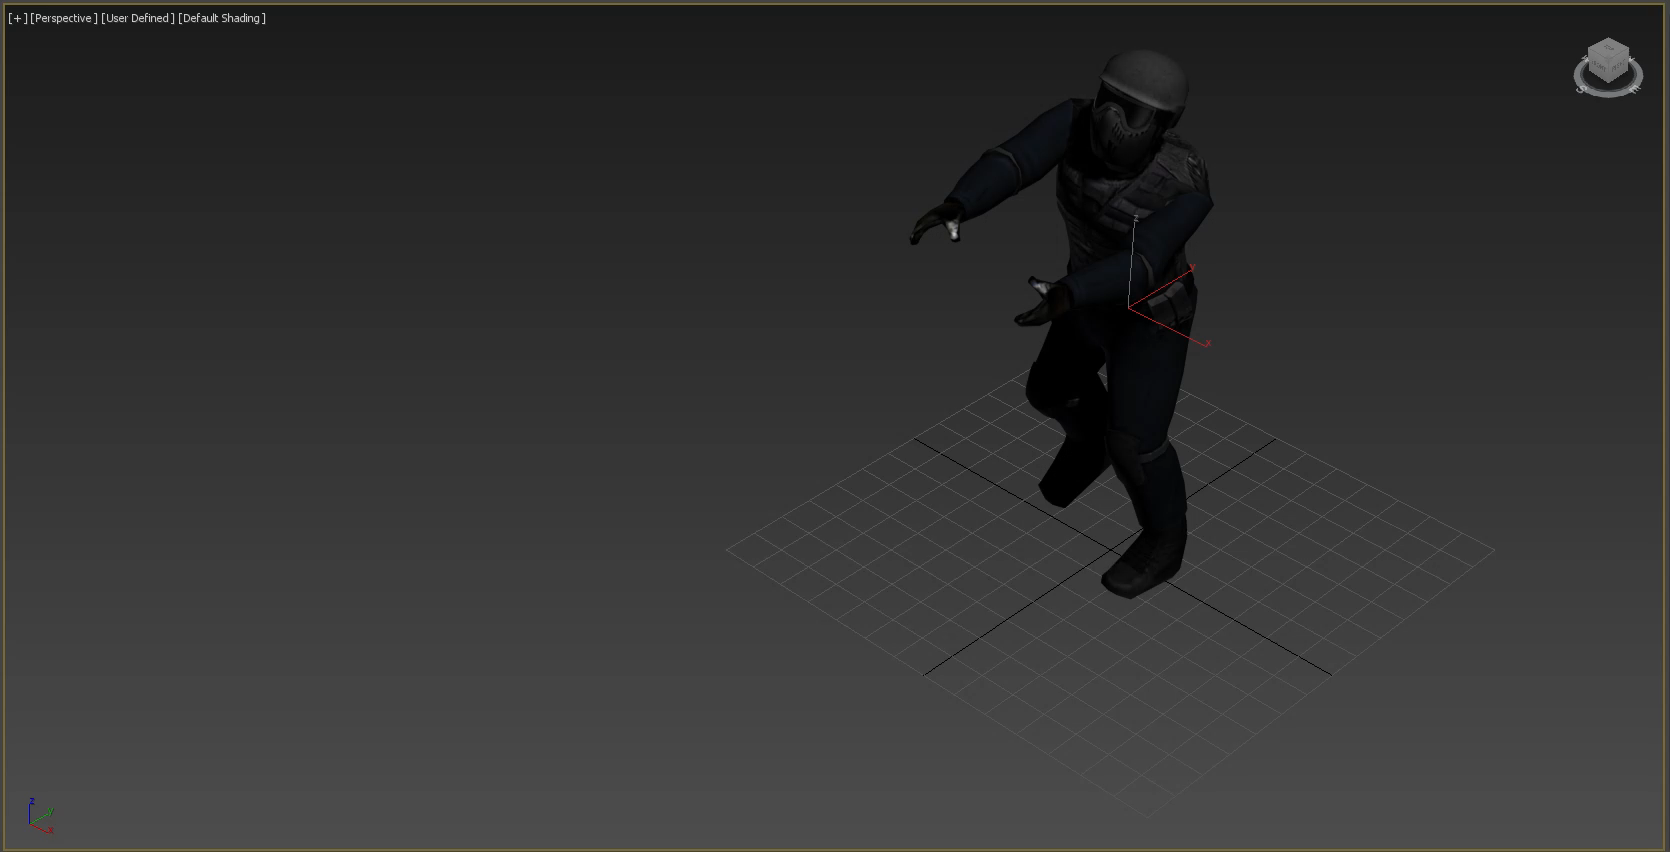 [+] [Perspective ] [User Defined ] [Default Shading ]
S
E
z
y
x
z
y
x